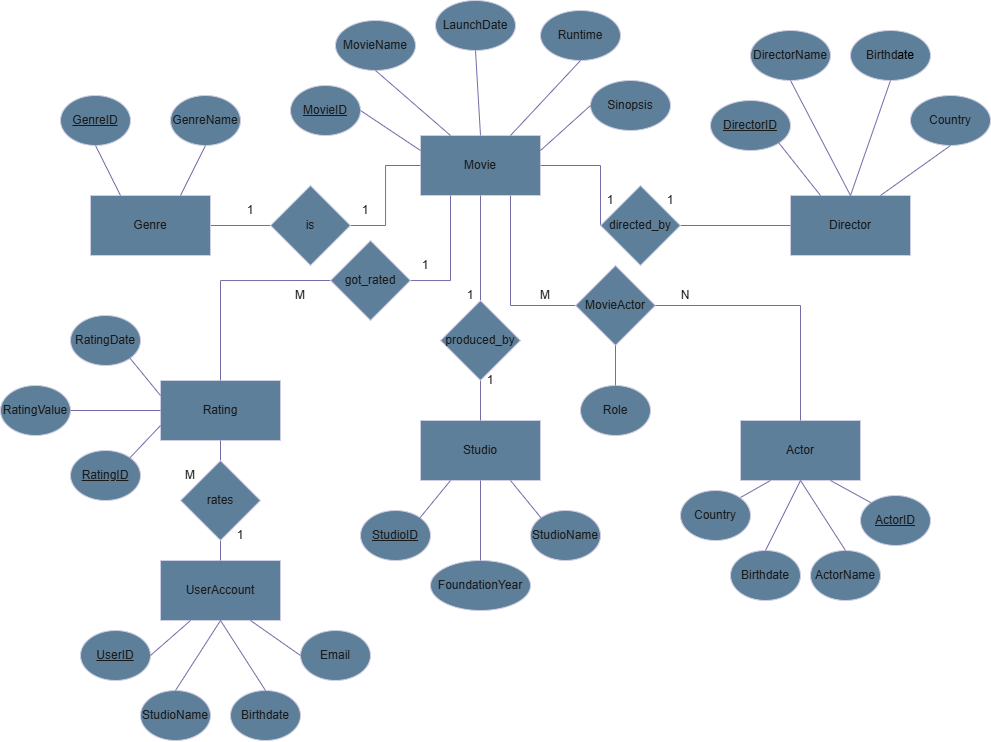 LaunchDate
MovieName
Runtime
DirectorName
Birthdate
MovieID
Sinopsis
GenreID
GenreName
DirectorID
Country
Movie
Genre
1
is
1
1
directed_by
1
Director
got_rated
1
M
1
produced_by
1
M
MovieActor
N
Role
RatingDate
RatingValue
Rating
RatingID
M
rates
1
Studio
StudioID
StudioName
FoundationYear
Actor
Country
ActorID
Birthdate
ActorName
UserAccount
UserID
Email
StudioName
Birthdate